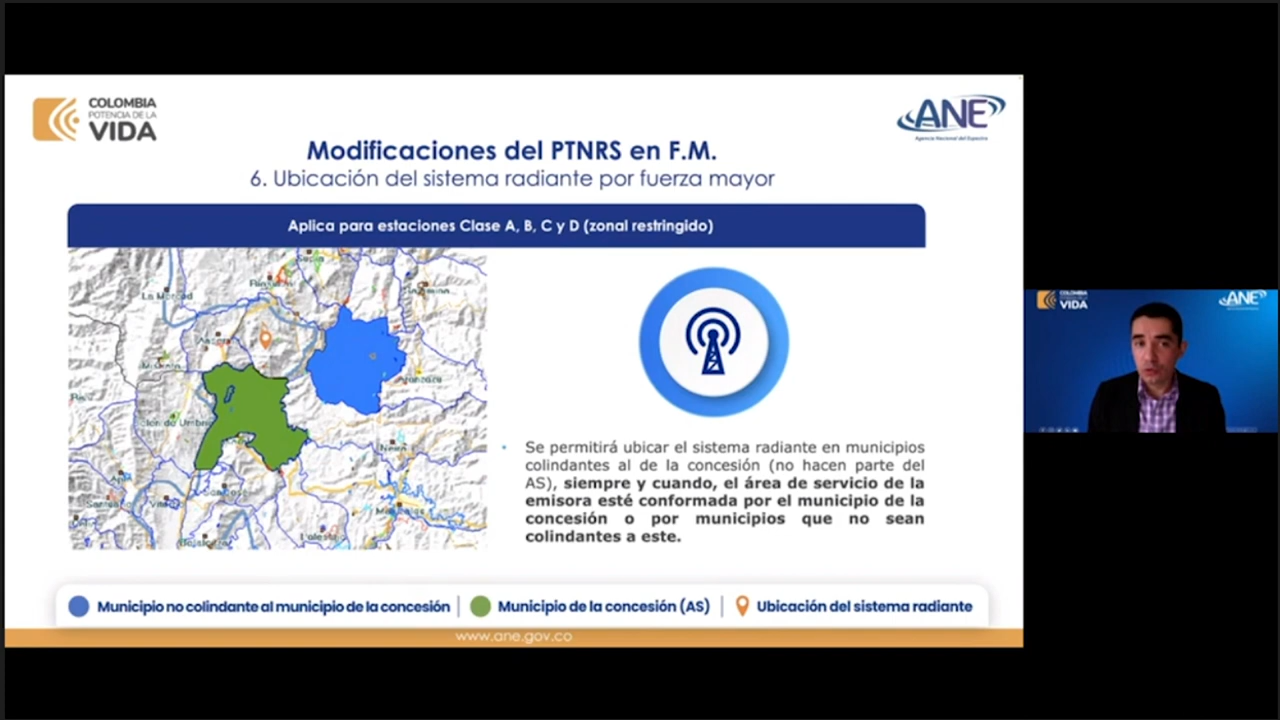 COLOMBIA
POTENCIA DE LA
VIDA
ANE
Agencia Nacional del Espectro
Modificaciones del PTNRS en F.M.
6. Ubicación del sistema radiante por fuerza mayor
Aplica para estaciones Clase A, B, C y D (zonal restringido)
La Merced
Se permitirá ubicar el sistema radiante en municipios
colindantes al de la concesión (no hacen parte del
AS), siempre y cuando, el área de servicio de la
emisora esté conformada por el municipio de la
concesión o por municipios que no sean
colindantes a este.
Municipio no colindante al municipio de la concesión
Municipio de la concesión (AS)
Ubicación del sistema radiante
www.ane.gov.co
COLOMBIA
VIDA
ANE